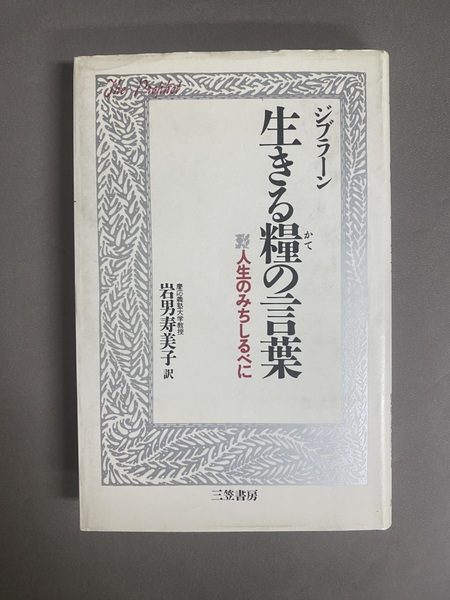 The Prophet
ジブラーン
生きる糧の言葉
かて
人生のみちしるべに
慶応義塾大学教授
岩男寿美子 訳
三笠書房